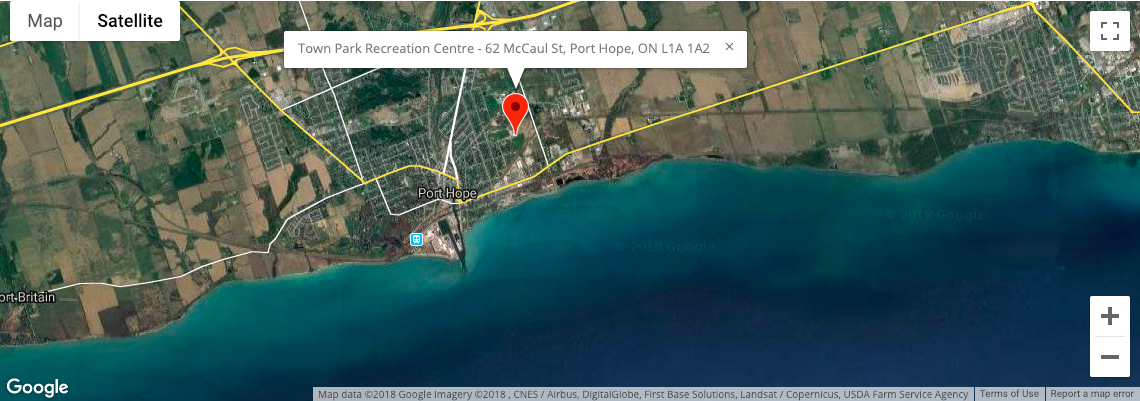 Map Satellite
Town Park Recreation Centre - 62 McCaul St, Port Hope, ON L1A 1A2 ×
Port Hope
© 2018 Google
© 2018 Google
ort Britain
Google
Map data ©2018 Google Imagery ©2018 , CNES / Airbus, DigitalGlobe, First Base Solutions, Landsat / Copernicus, USDA Farm Service Agency Terms of Use Report a map error